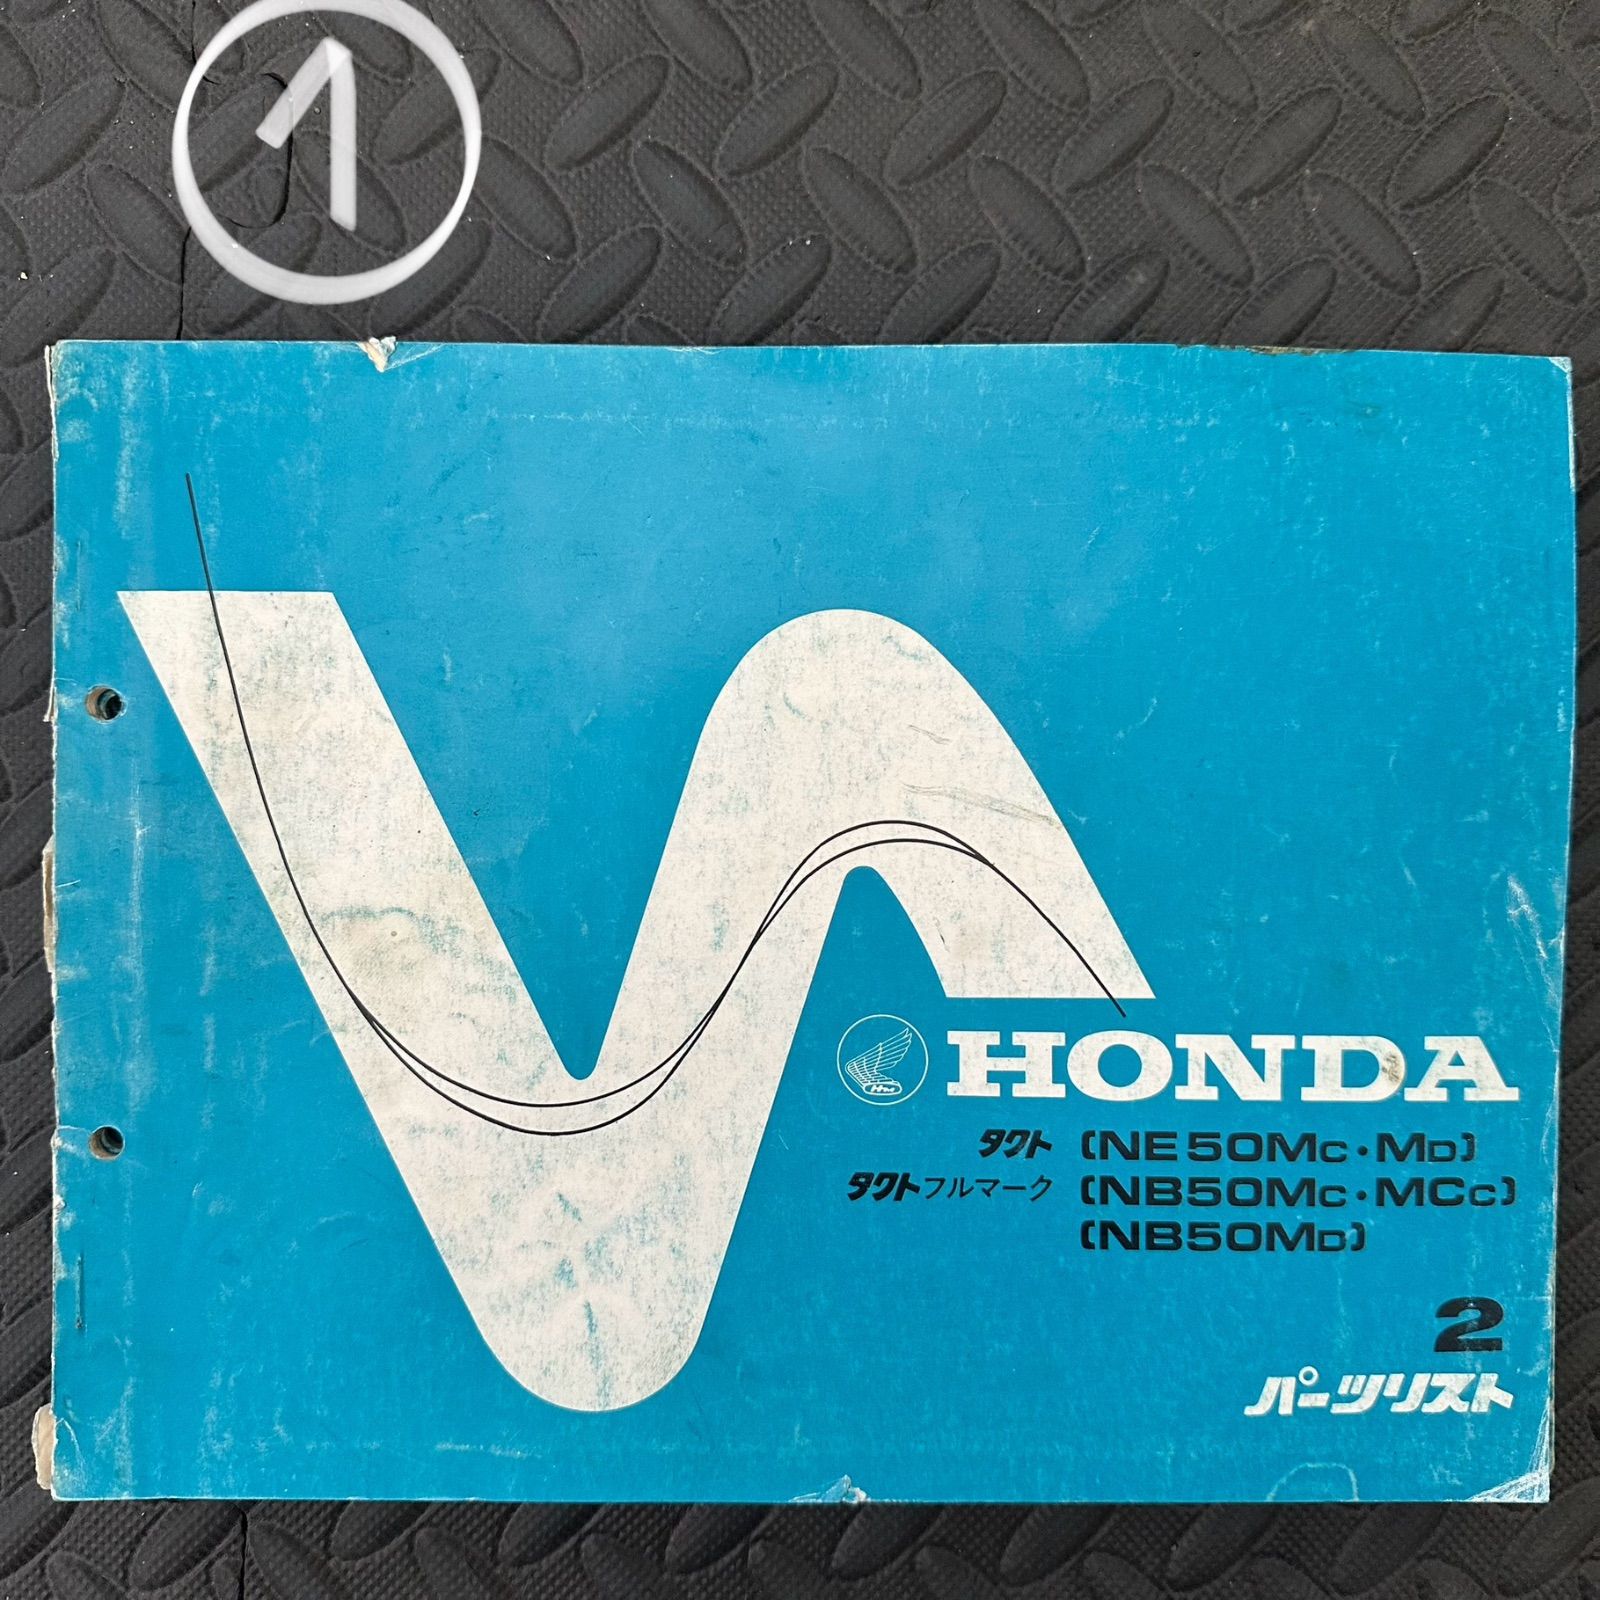 1
HONDA
タクト (NE50MC・MD)
タクトフルマーク (NB50MC・MCC)
(NB50MD)
2
パーツリスト